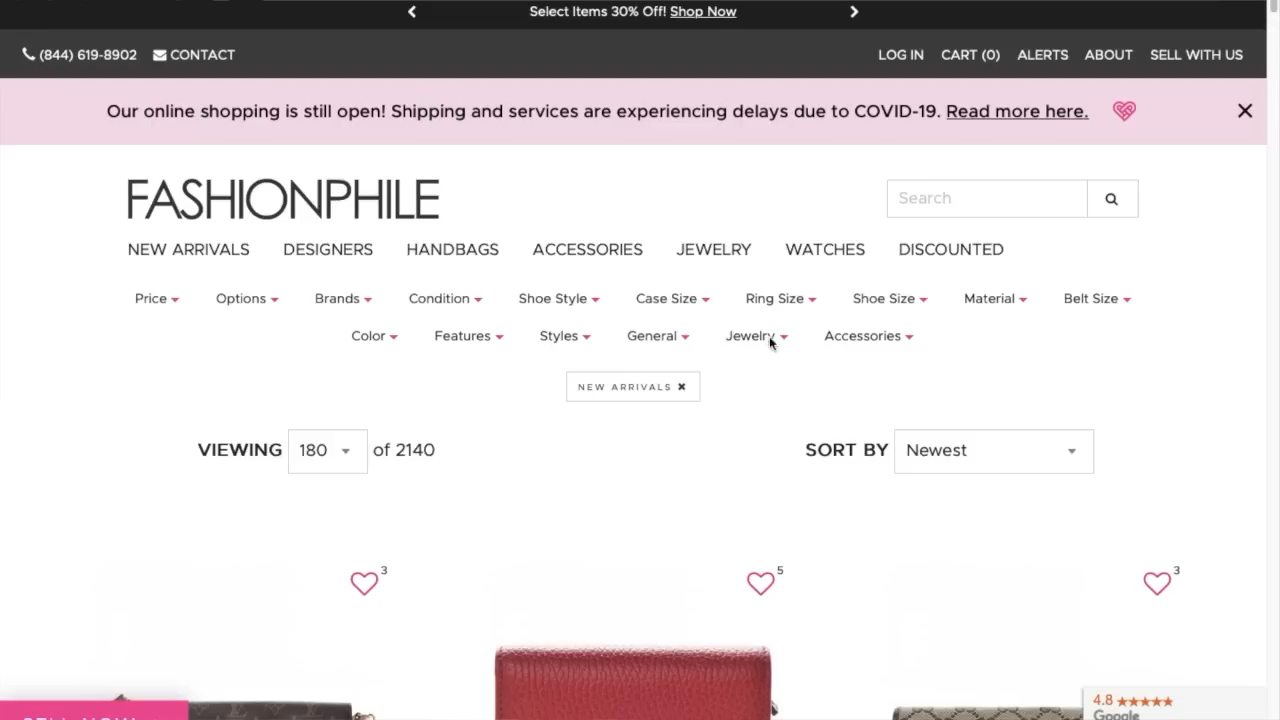 Select Items 30% Off! Shop Now
(844) 619-8902 CONTACT LOG IN CART (0) ALERTS ABOUT SELL WITH US
Our online shopping is still open! Shipping and services are experiencing delays due to COVID-19. Read more here.
FASHIONPHILE
Search
NEW ARRIVALS DESIGNERS HANDBAGS ACCESSORIES JEWELRY WATCHES DISCOUNTED
Price Options Brands Condition Shoe Style Case Size Ring Size Shoe Size Material Belt Size
Color Features Styles General Jewelry Accessories
NEW ARRIVALS
VIEWING 180 of 2140 SORT BY Newest
3 5 3
4.8
Google
SELL NOW